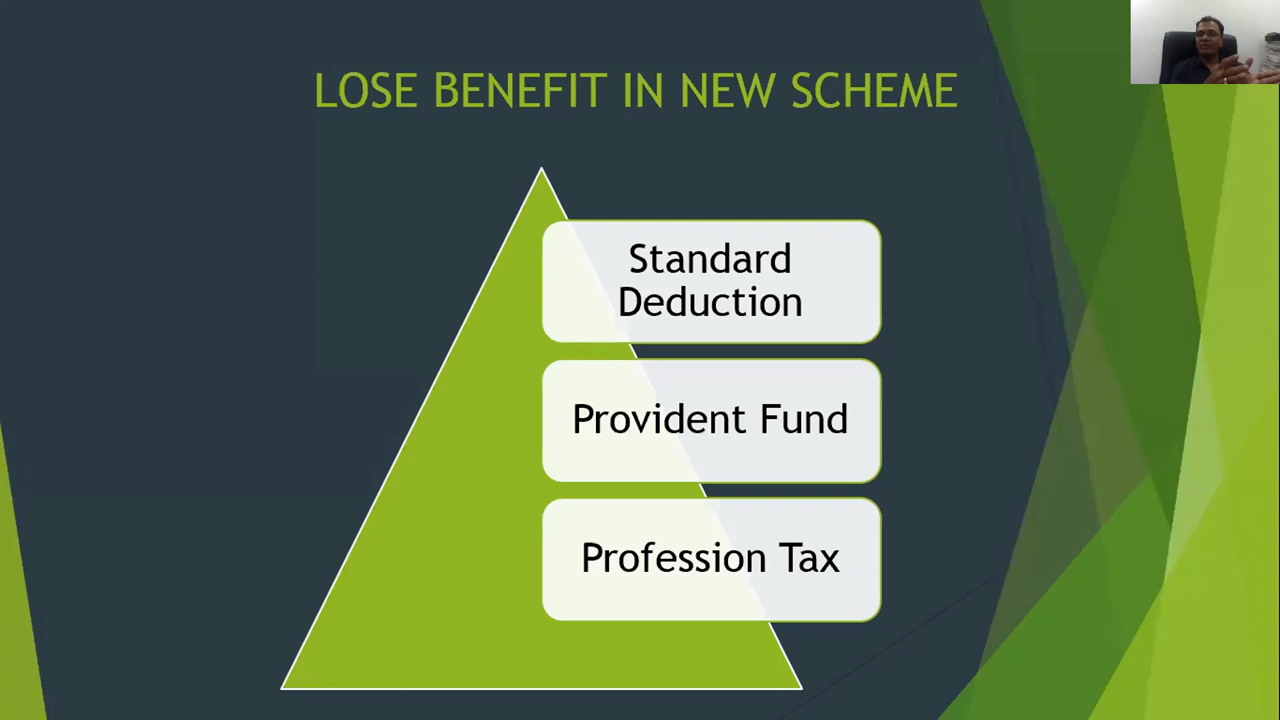 LOSE BENEFIT IN NEW SCHEME
Standard
Deduction
Provident Fund
Profession Tax